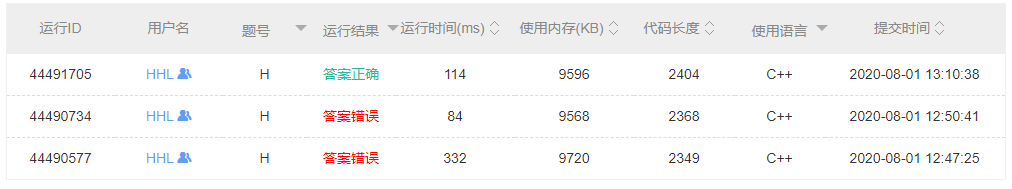 运行ID 用户名 题号 运行结果 运行时间(ms) 使用内存(KB) 代码长度 使用语言 提交时间
44491705 HHL H 答案正确 114 9596 2404 C++ 2020-08-01 13:10:38
44490734 HHL H 答案错误 84 9568 2368 C++ 2020-08-01 12:50:41
44490577 HHL H 答案错误 332 9720 2349 C++ 2020-08-01 12:47:25